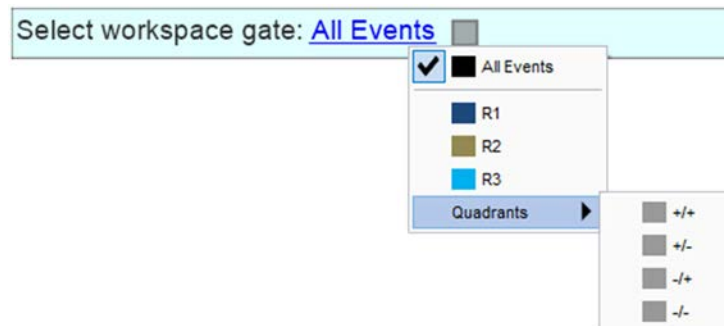 Select workspace gate: All Events
All Events
R1
R2
R3
Quadrants
+/+
+/-
-/+
-/-